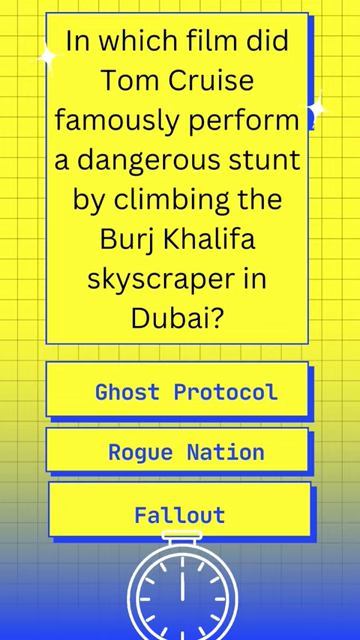 In which film did
Tom Cruise
famously perform
a dangerous stunt
by climbing the
Burj Khalifa
skyscraper in
Dubai?
Ghost Protocol
Rogue Nation
Fallout